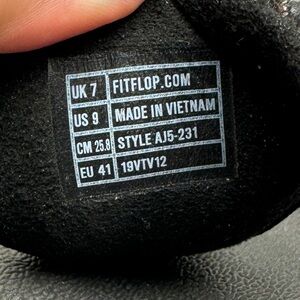 UK 7 FITFLOP.COM
US 9 MADE IN VIETNAM
CM 25.8 STYLE AJ5-231
EU 41 19VTV12